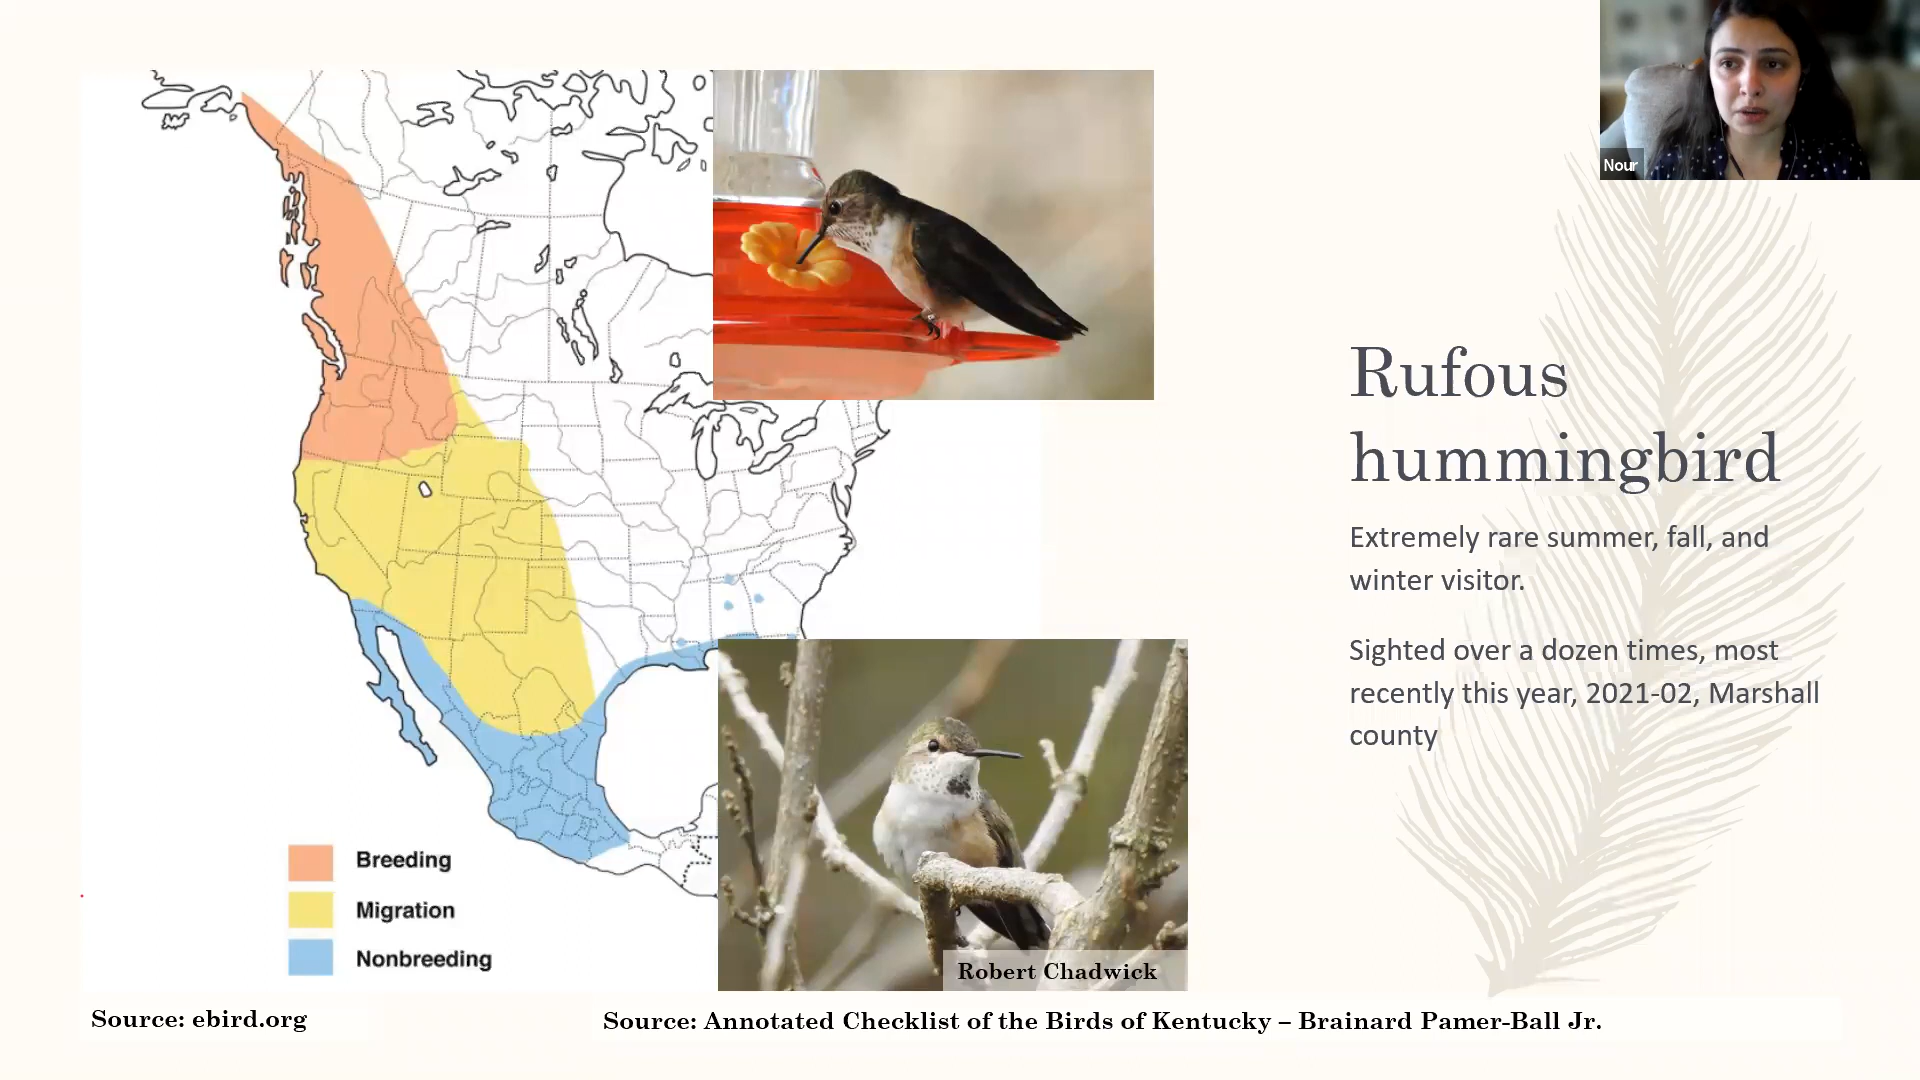 Nour
Rufous
hummingbird
Extremely rare summer, fall, and
winter visitor.
Sighted over a dozen times, most
recently this year, 2021-02, Marshall
county
Breeding
Migration
Nonbreeding
Robert Chadwick
Source: ebird.org
Source: Annotated Checklist of the Birds of Kentucky – Brainard Pamer-Ball Jr.